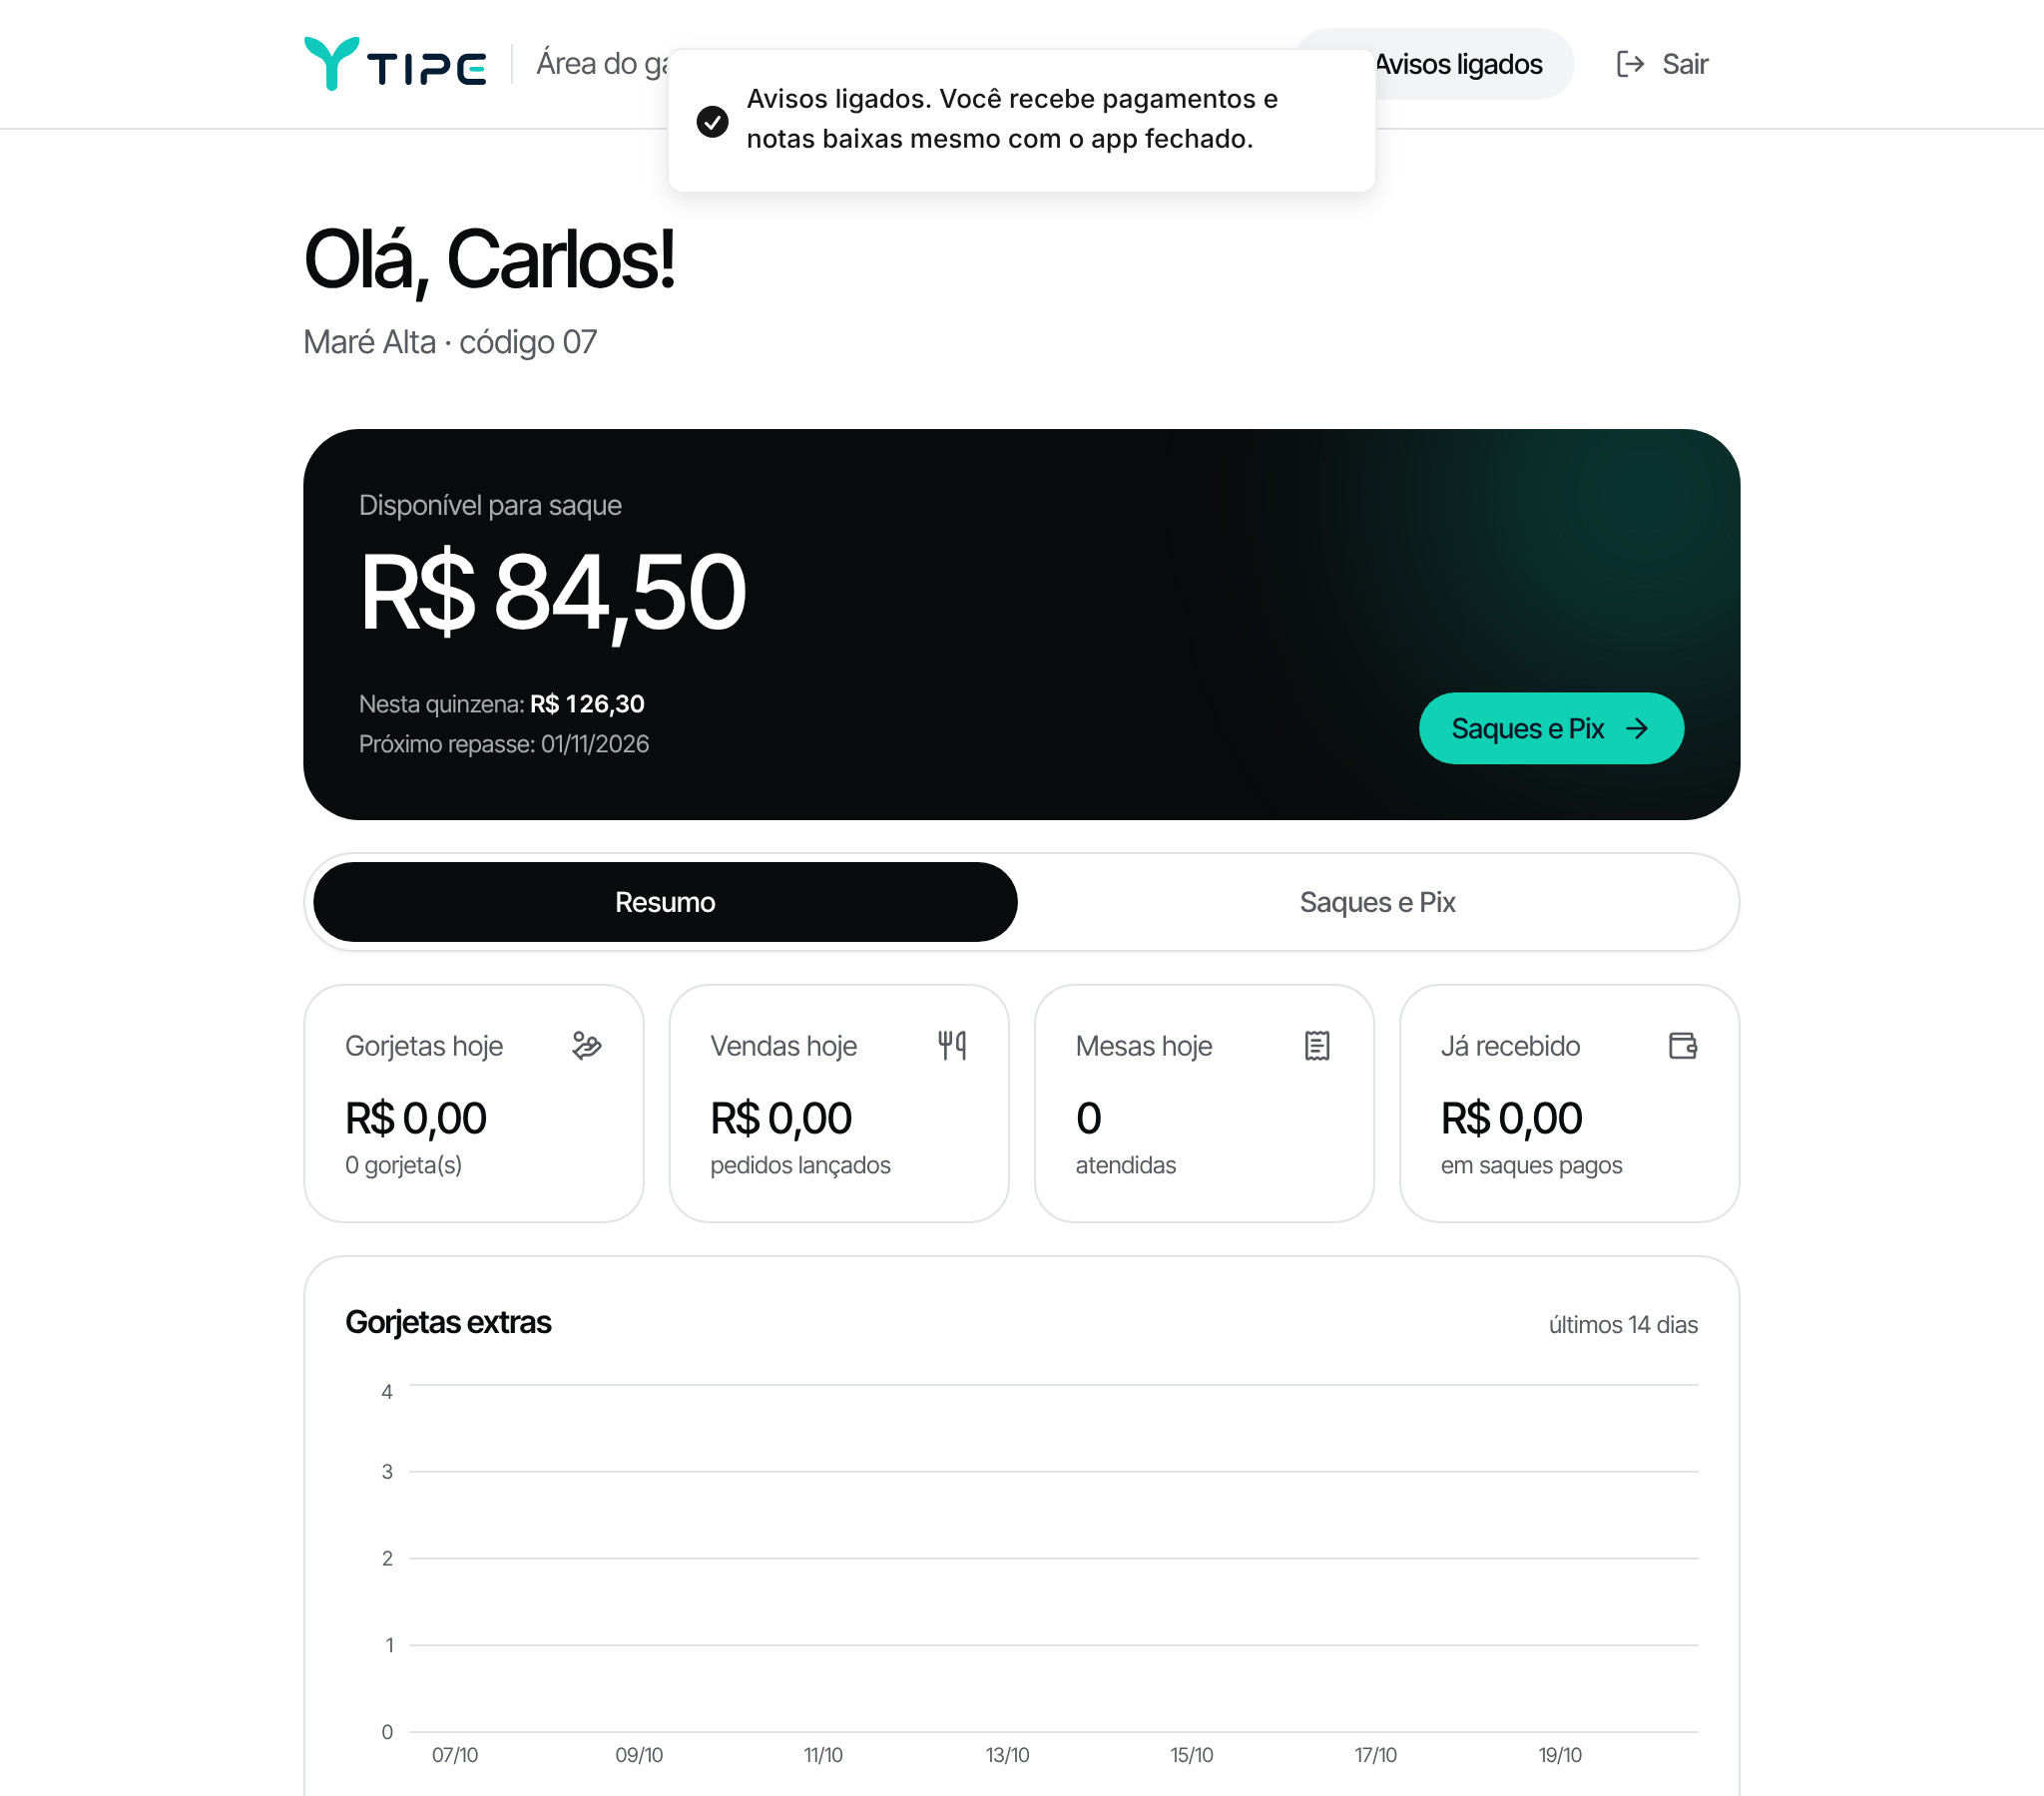 TIPE
Área do
Avisos ligados
Sair
Avisos ligados. Você recebe pagamentos e
notas baixas mesmo com o app fechado.
Olá, Carlos!
Maré Alta · código 07
Disponível para saque
R$ 84,50
Nesta quinzena: R$ 126,30
Próximo repasse: 01/11/2026
Saques e Pix
Resumo
Saques e Pix
Gorjetas hoje
R$ 0,00
0 gorjeta(s)
Vendas hoje
R$ 0,00
pedidos lançados
Mesas hoje
0
atendidas
Já recebido
R$ 0,00
em saques pagos
Gorjetas extras
últimos 14 dias
4
3
2
1
0
07/10
09/10
11/10
13/10
15/10
17/10
19/10